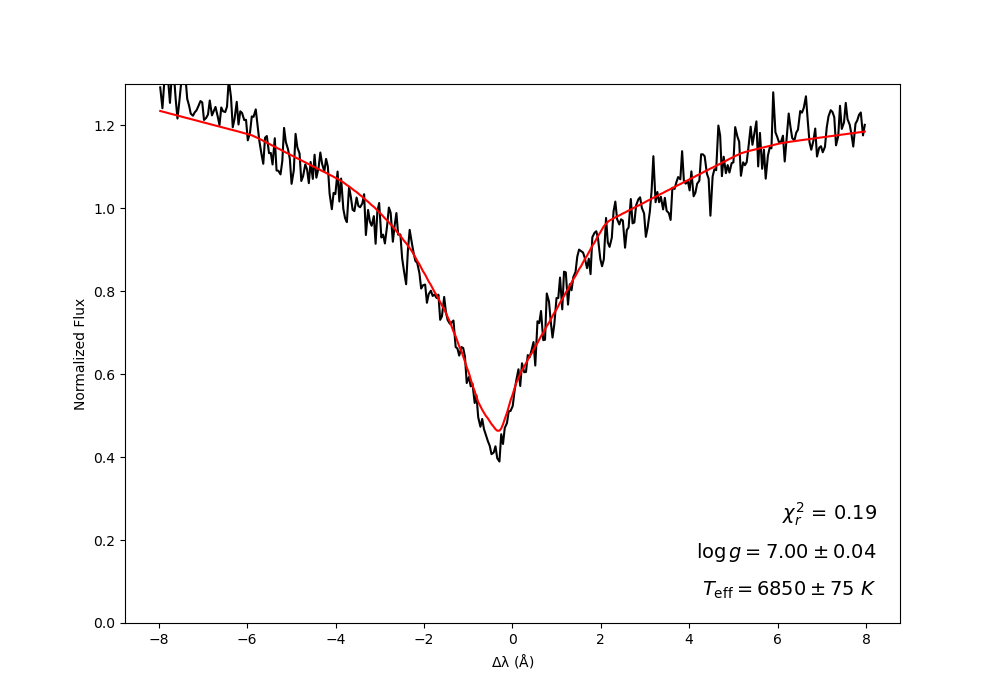 1.2
1.0
0.8
0.6
0.4
0.2
0.0
Normalized Flux
χ²ᵣ = 0.19
log g = 7.00 ± 0.04
T_eff = 6850 ± 75 K
−8 −6 −4 −2 0 2 4 6 8
Δλ (Å)